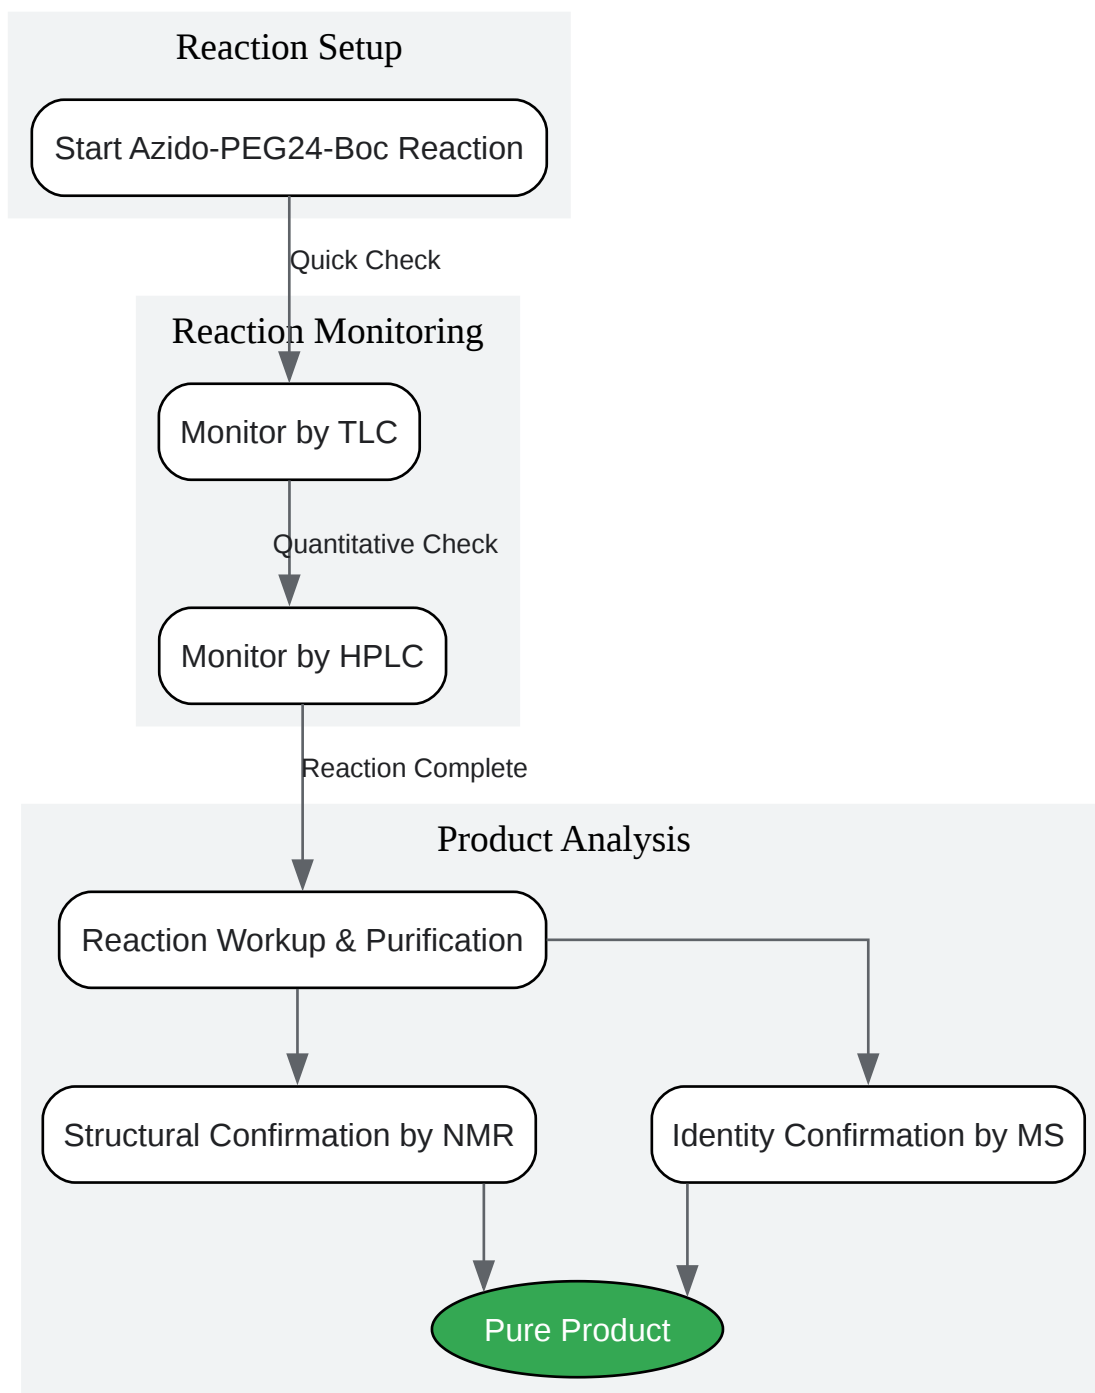 Reaction Setup
Start Azido-PEG24-Boc Reaction
Quick Check
Reaction Monitoring
Monitor by TLC
Quantitative Check
Monitor by HPLC
Reaction Complete
Product Analysis
Reaction Workup & Purification
Structural Confirmation by NMR
Identity Confirmation by MS
Pure Product